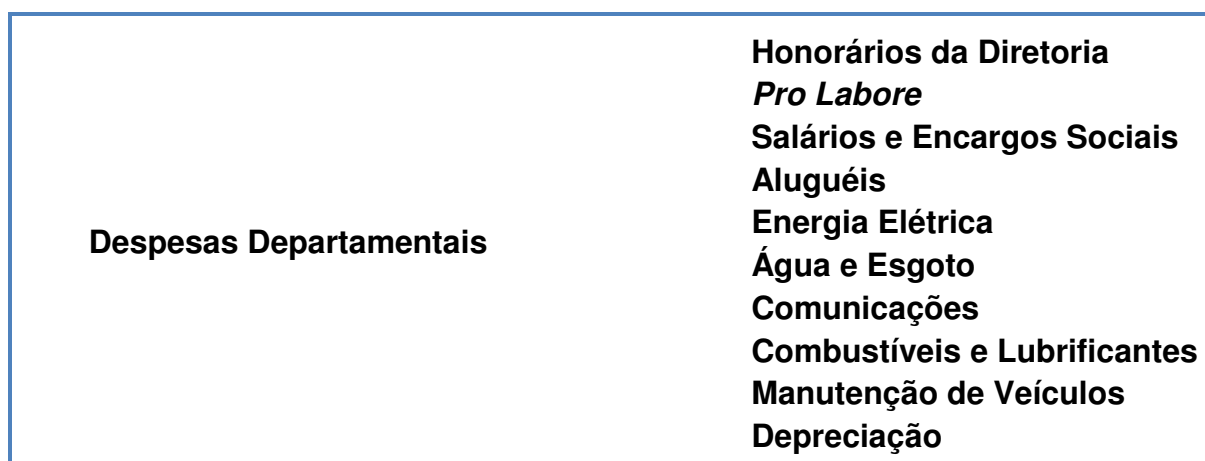 Despesas Departamentais
Honorários da Diretoria
Pro Labore
Salários e Encargos Sociais
Aluguéis
Energia Elétrica
Água e Esgoto
Comunicações
Combustíveis e Lubrificantes
Manutenção de Veículos
Depreciação